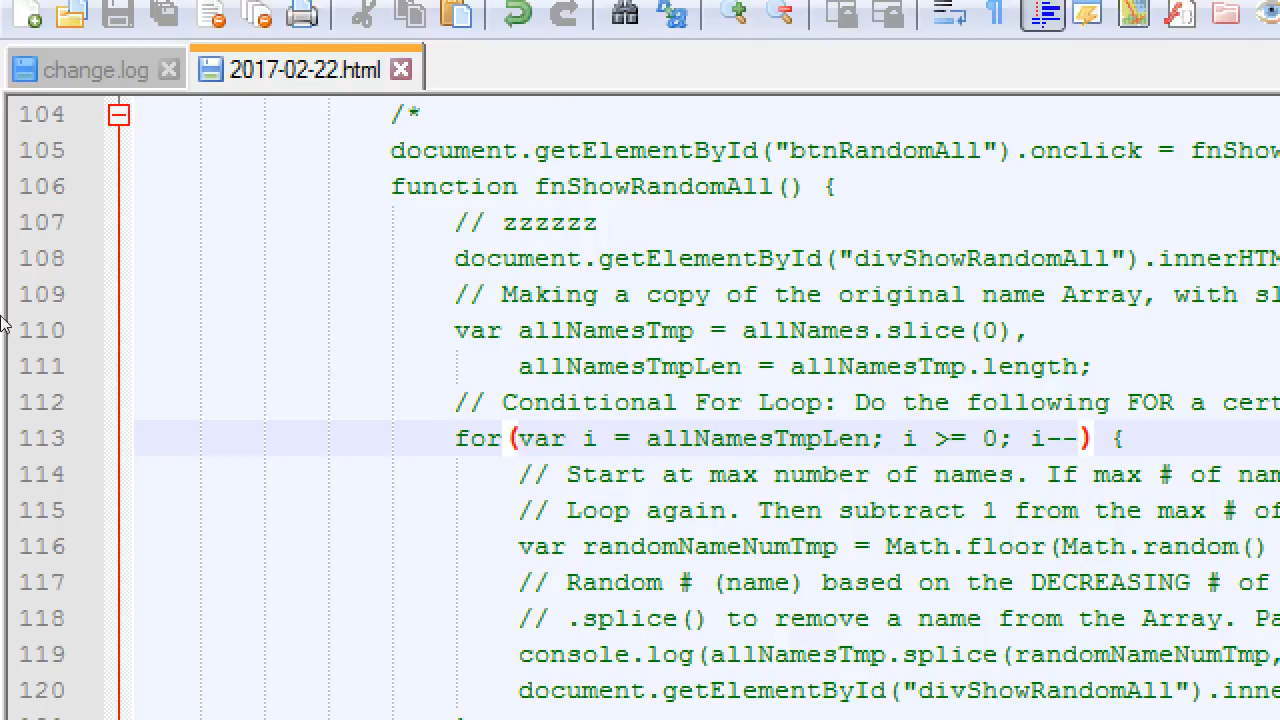 change.log
2017-02-22.html
104 /*
105 document.getElementById("btnRandomAll").onclick = fnShow
106 function fnShowRandomAll() {
107 // zzzzzz
108 document.getElementById("divShowRandomAll").innerHTM
109 // Making a copy of the original name Array, with sl
110 var allNamesTmp = allNames.slice(0),
111 allNamesTmpLen = allNamesTmp.length;
112 // Conditional For Loop: Do the following FOR a cert
113 for(var i = allNamesTmpLen; i >= 0; i--) {
114 // Start at max number of names. If max # of nam
115 // Loop again. Then subtract 1 from the max # of
116 var randomNameNumTmp = Math.floor(Math.random()
117 // Random # (name) based on the DECREASING # of
118 // .splice() to remove a name from the Array. Pa
119 console.log(allNamesTmp.splice(randomNameNumTmp,
120 document.getElementById("divShowRandomAll").inne